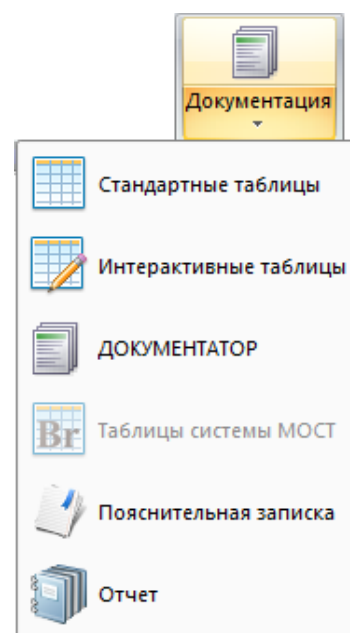 Документация
Стандартные таблицы
Интерактивные таблицы
ДОКУМЕНТАТОР
Br Таблицы системы МОСТ
Пояснительная записка
Отчет